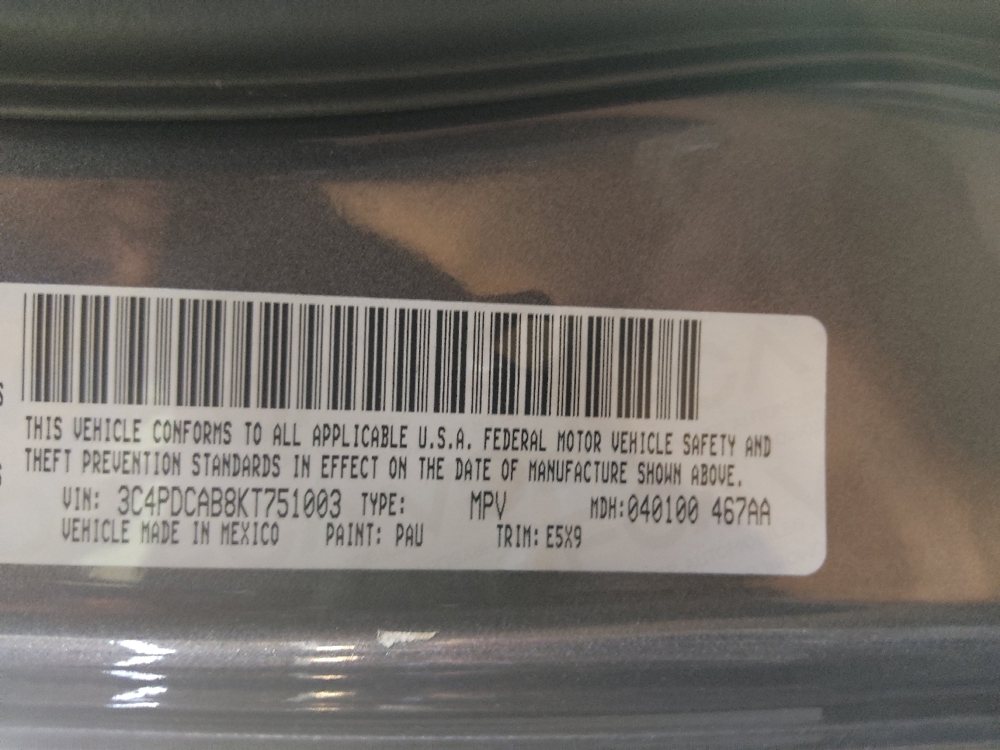 THIS VEHICLE CONFORMS TO ALL APPLICABLE U.S.A. FEDERAL MOTOR VEHICLE SAFETY AND
THEFT PREVENTION STANDARDS IN EFFECT ON THE DATE OF MANUFACTURE SHOWN ABOVE.
VIN: 3C4PDCAB8KT751003 TYPE: MPV MDH:040100 467AA
VEHICLE MADE IN MEXICO PAINT: PAU TRIM: E5X9